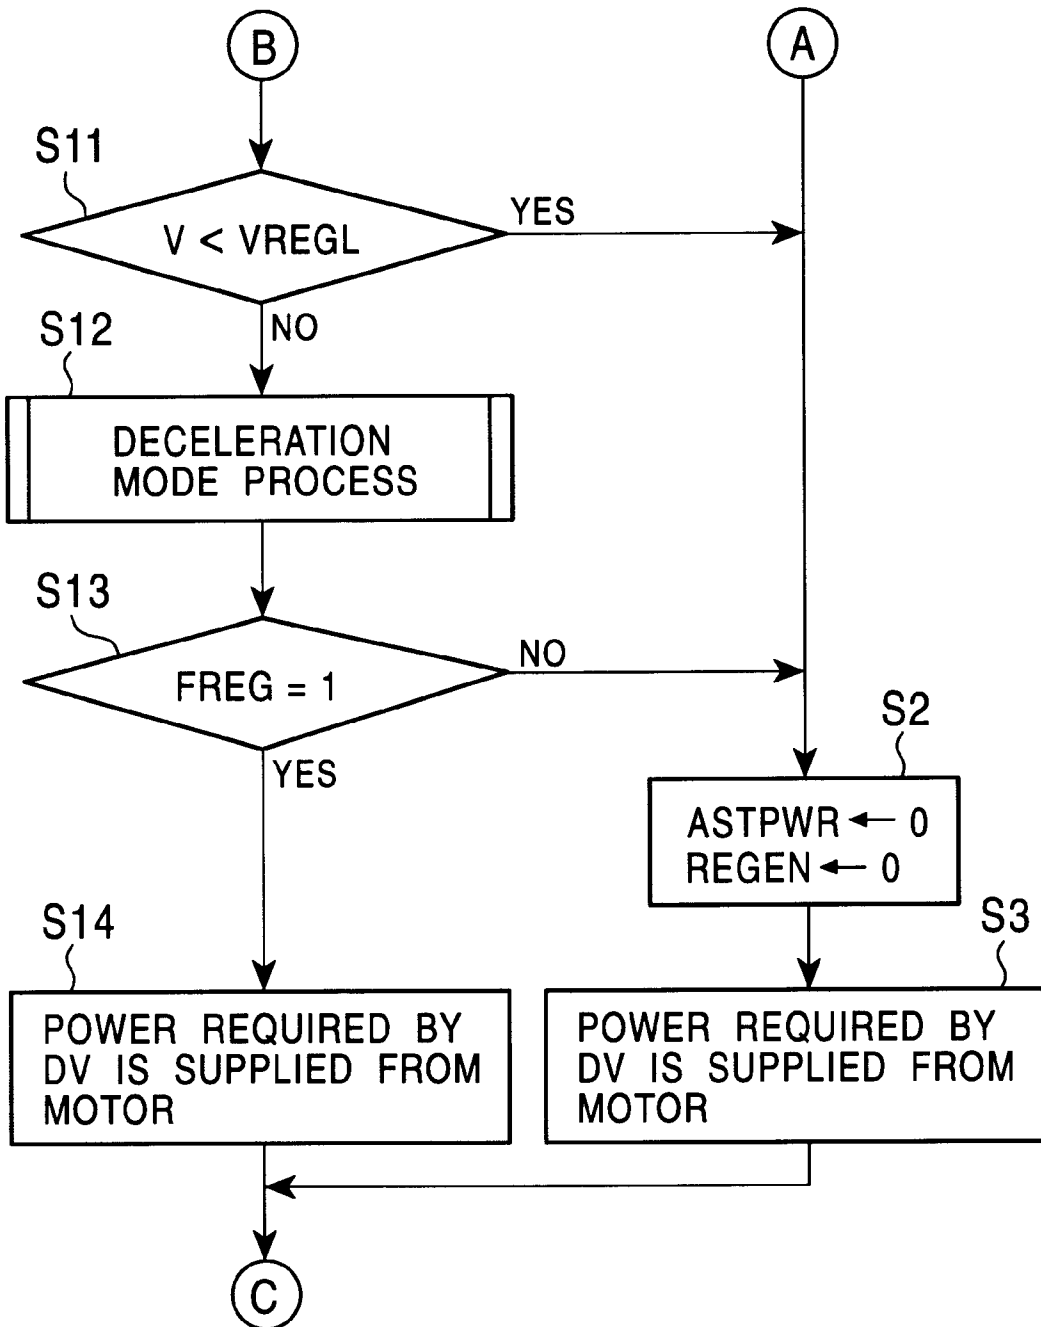 B
A
S11
V < VREGL
YES
NO
S12
DECELERATION
MODE PROCESS
S13
FREG = 1
NO
YES
S2
ASTPWR ← 0
REGEN ← 0
S14
POWER REQUIRED BY
DV IS SUPPLIED FROM
MOTOR
S3
POWER REQUIRED BY
DV IS SUPPLIED FROM
MOTOR
C